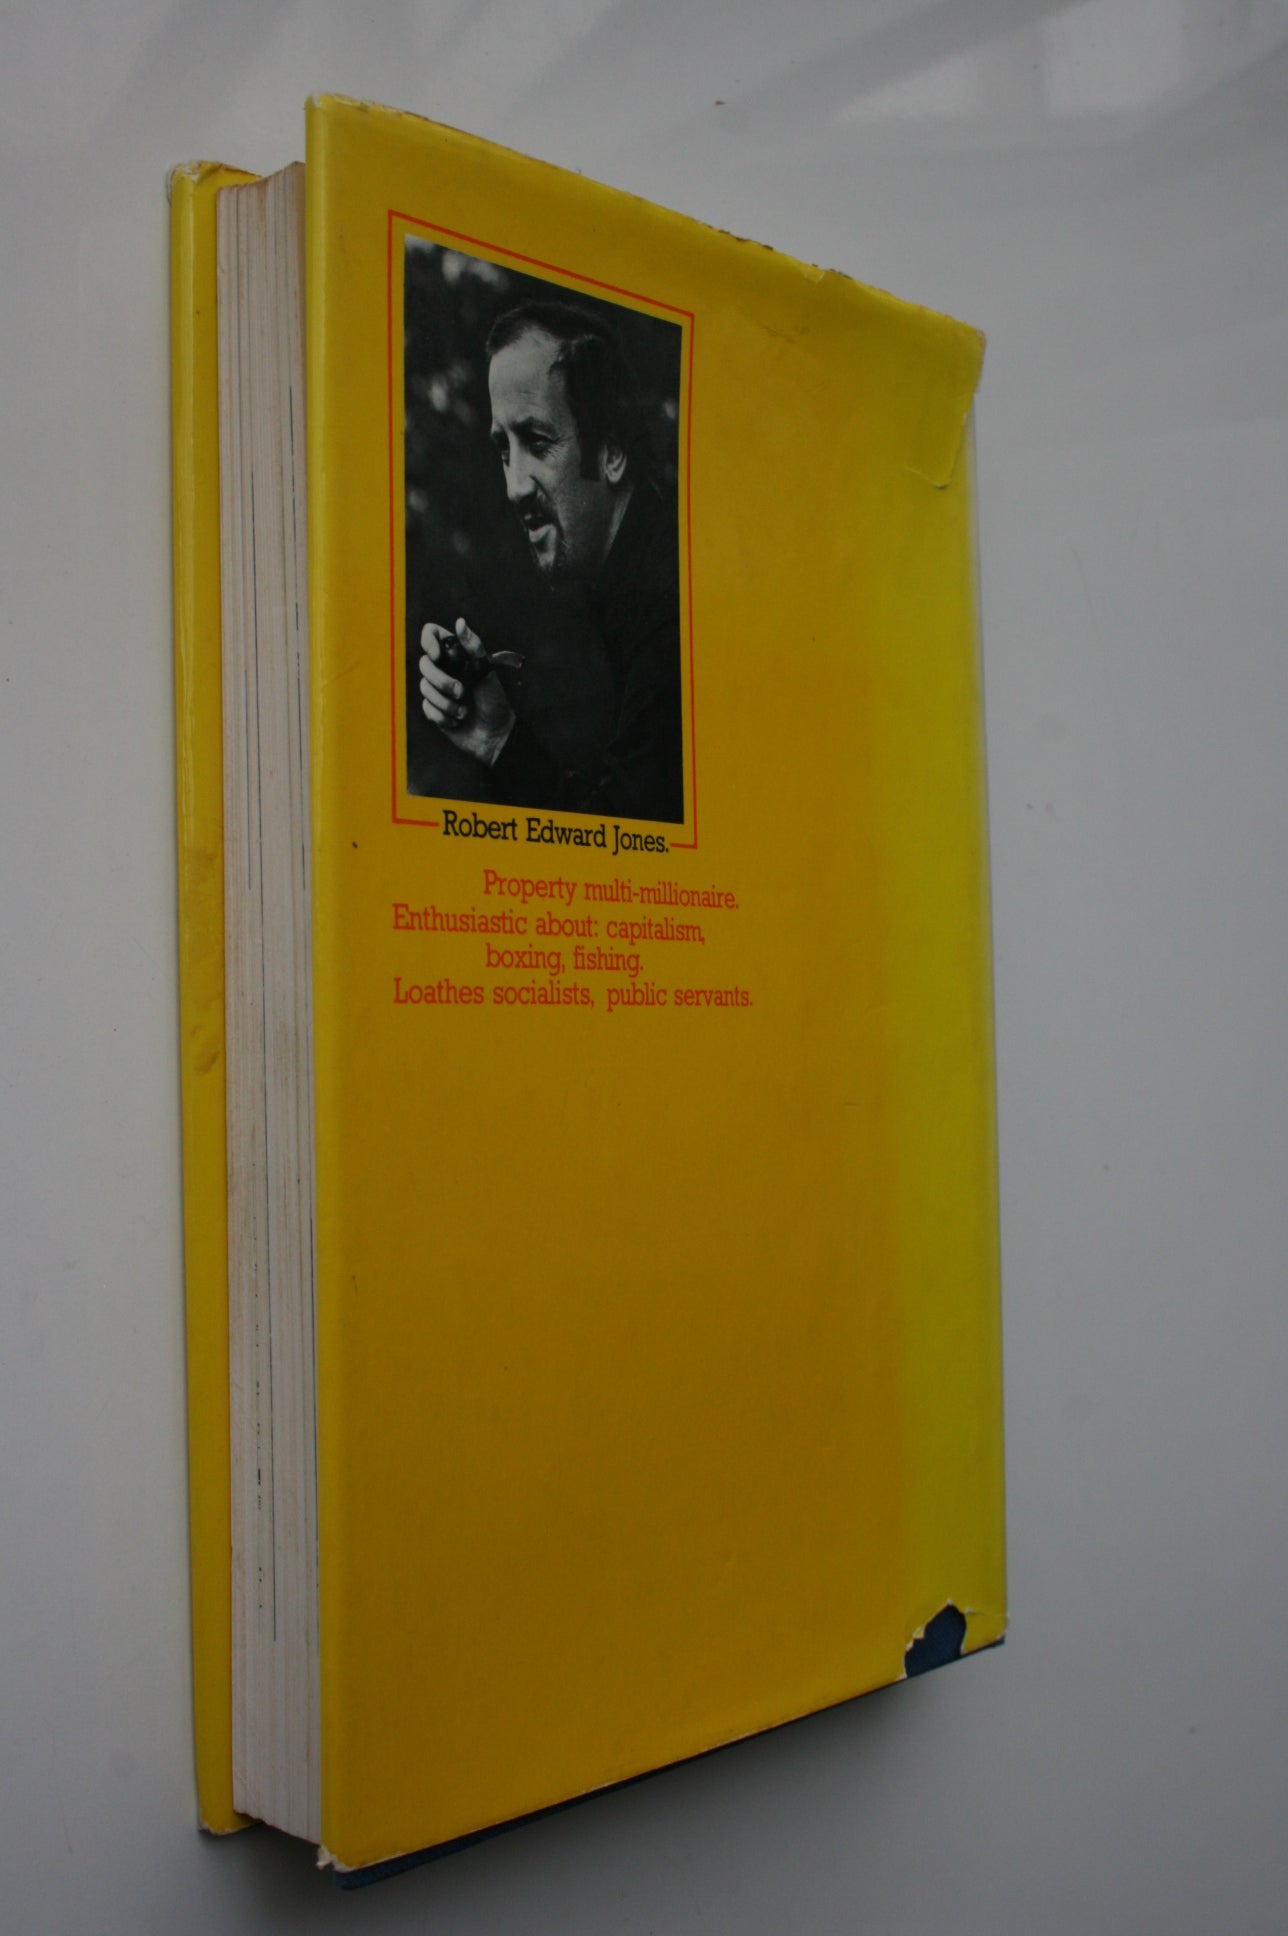 Robert Edward Jones.
Property multi-millionaire.
Enthusiastic about: capitalism,
boxing, fishing.
Loathes socialists, public servants.